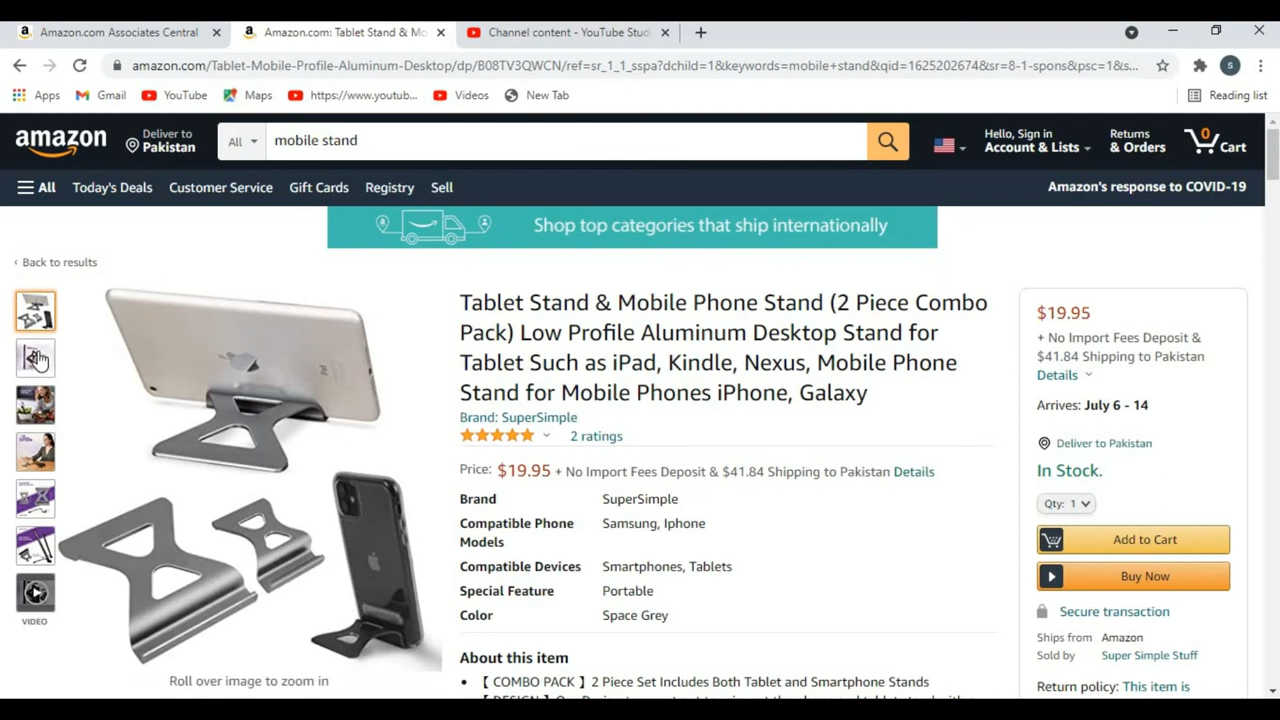 Amazon.com Associates Central
Amazon.com: Tablet Stand & Mo
Channel content - YouTube Stud
amazon.com/Tablet-Mobile-Profile-Aluminum-Desktop/dp/B08TV3QWCN/ref=sr_1_1_sspa?dchild=1&keywords=mobile+stand&qid=1625202674&sr=8-1-spons&psc=1&s...
S
Apps
Gmail
YouTube
Maps
https://www.youtub...
Videos
New Tab
Reading list
amazon
Deliver to
Pakistan
All
mobile stand
Hello, Sign in
Account & Lists
Returns
& Orders
0
Cart
All
Today's Deals
Customer Service
Gift Cards
Registry
Sell
Amazon's response to COVID-19
Shop top categories that ship internationally
‹ Back to results
VIDEO
Roll over image to zoom in
Tablet Stand & Mobile Phone Stand (2 Piece Combo
Pack) Low Profile Aluminum Desktop Stand for
Tablet Such as iPad, Kindle, Nexus, Mobile Phone
Stand for Mobile Phones iPhone, Galaxy
Brand: SuperSimple
2 ratings
Price: $19.95 + No Import Fees Deposit & $41.84 Shipping to Pakistan Details
Brand SuperSimple
Compatible Phone Samsung, Iphone
Models
Compatible Devices Smartphones, Tablets
Special Feature Portable
Color Space Grey
About this item
• 【 COMBO PACK 】2 Piece Set Includes Both Tablet and Smartphone Stands
$19.95
+ No Import Fees Deposit &
$41.84 Shipping to Pakistan
Details
Arrives: July 6 - 14
Deliver to Pakistan
In Stock.
Qty: 1
Add to Cart
Buy Now
Secure transaction
Ships from Amazon
Sold by Super Simple Stuff
Return policy: This item is